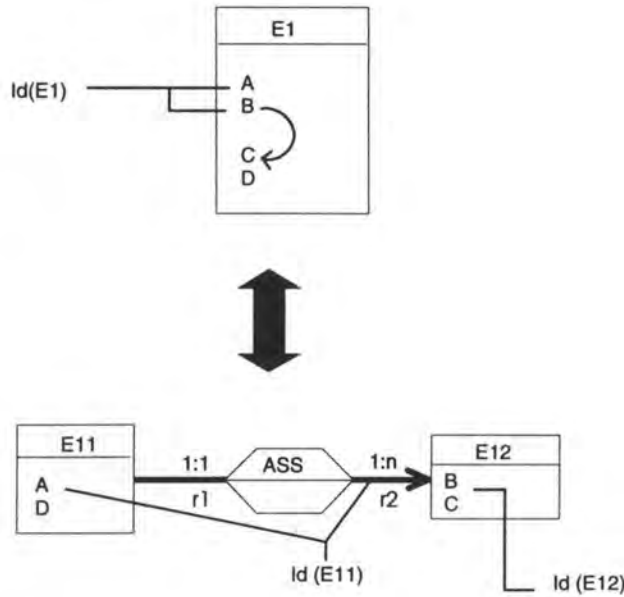 E1
Id(E1)
A
B
C
D
E11
A
D
1:1
r1
ASS
1:n
r2
E12
B
C
Id (E11)
Id (E12)